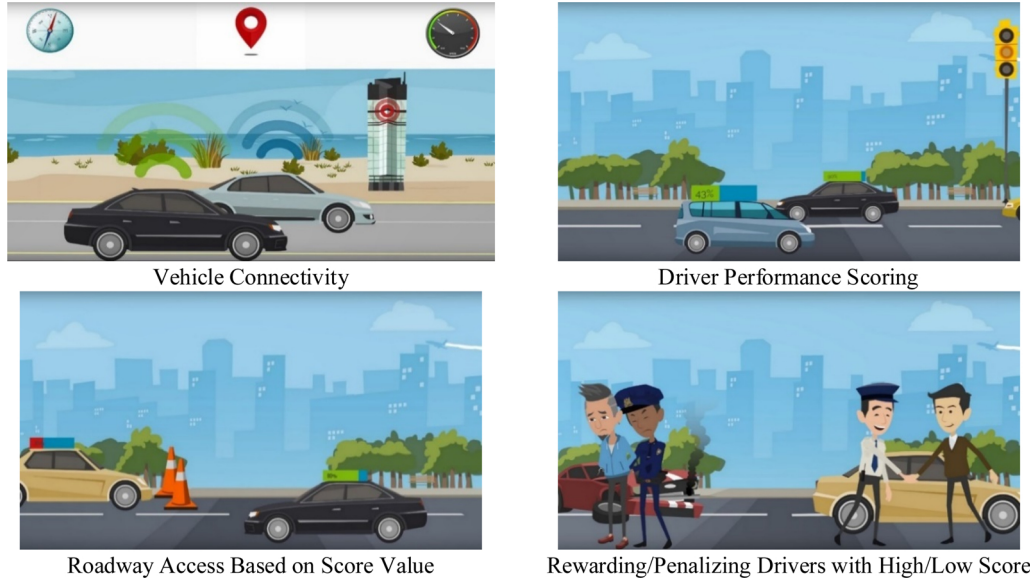 Vehicle Connectivity
43%
Driver Performance Scoring
Roadway Access Based on Score Value
Rewarding/Penalizing Drivers with High/Low Score